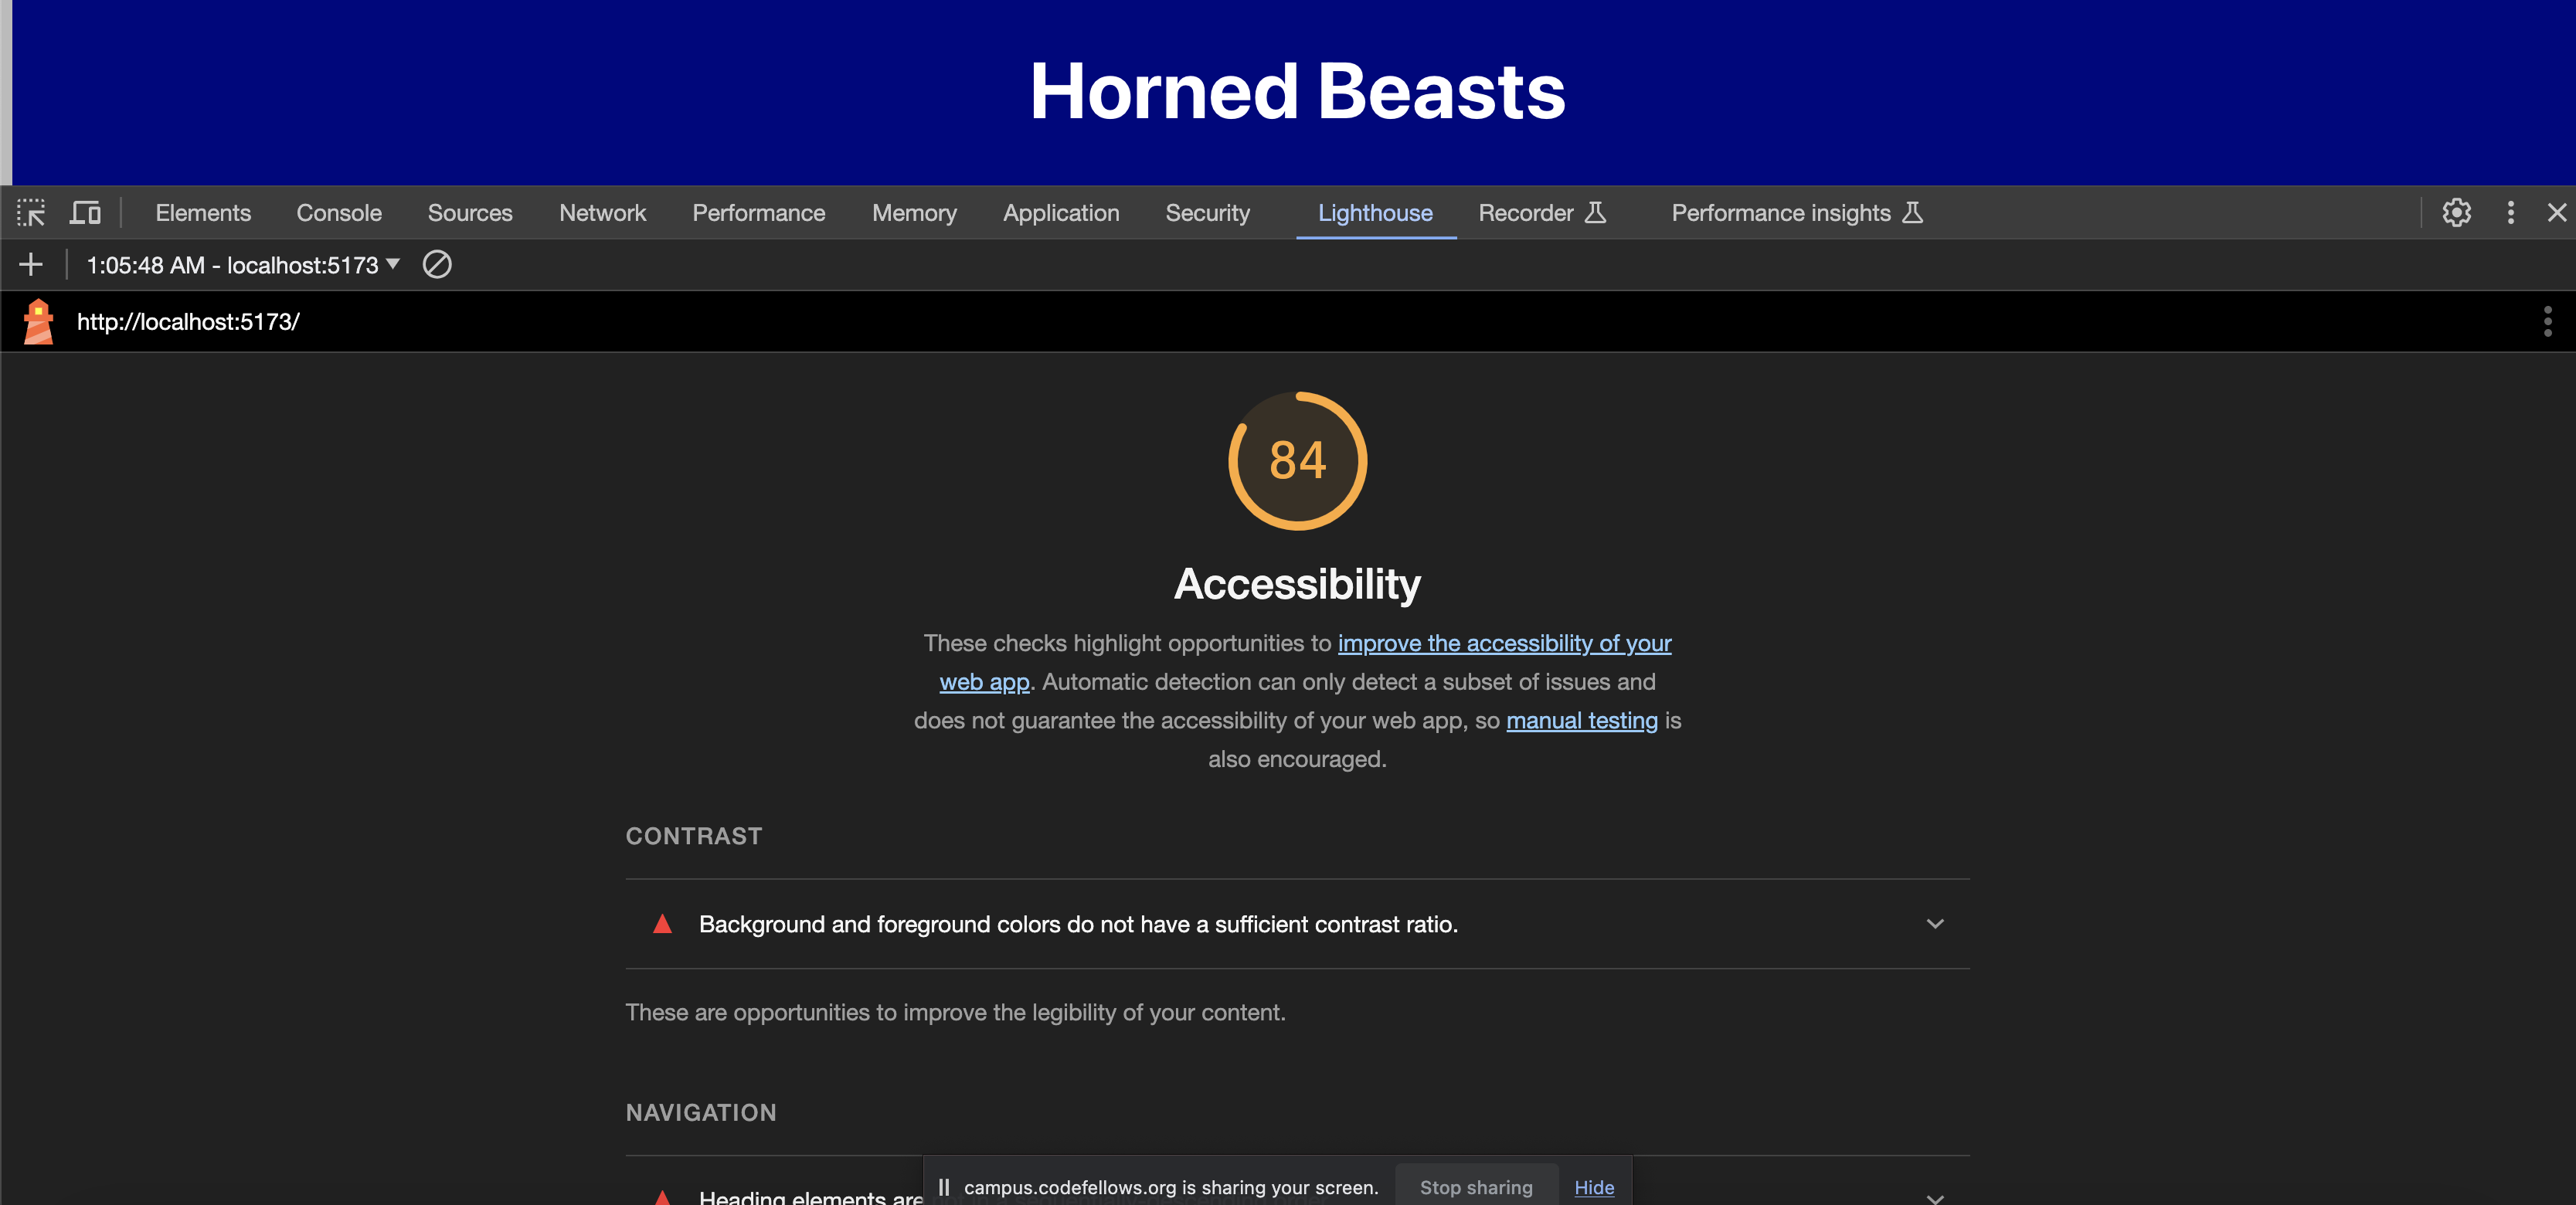 Horned Beasts
Elements Console Sources Network Performance Memory Application Security Lighthouse Recorder Performance insights
1:05:48 AM - localhost:5173
http://localhost:5173/
84
Accessibility
These checks highlight opportunities to improve the accessibility of your
web app. Automatic detection can only detect a subset of issues and
does not guarantee the accessibility of your web app, so manual testing is
also encouraged.
CONTRAST
Background and foreground colors do not have a sufficient contrast ratio.
These are opportunities to improve the legibility of your content.
NAVIGATION
Heading elements are
campus.codefellows.org is sharing your screen. Stop sharing Hide